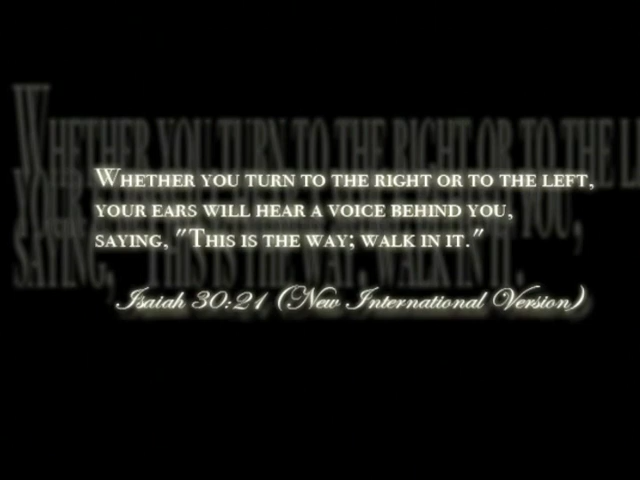 Whether you turn to the right or to the left,
your ears will hear a voice behind you,
saying, "This is the way; walk in it."
Isaiah 30:21 (New International Version)